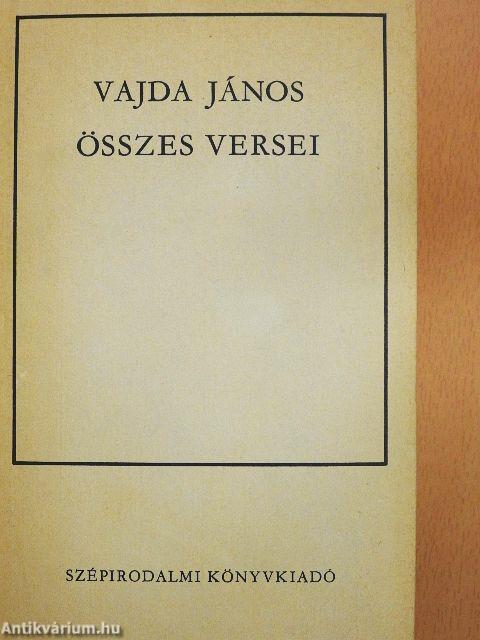 VAJDA JÁNOS
ÖSSZES VERSEI
SZÉPIRODALMI KÖNYVKIADÓ
Antikvárium.hu